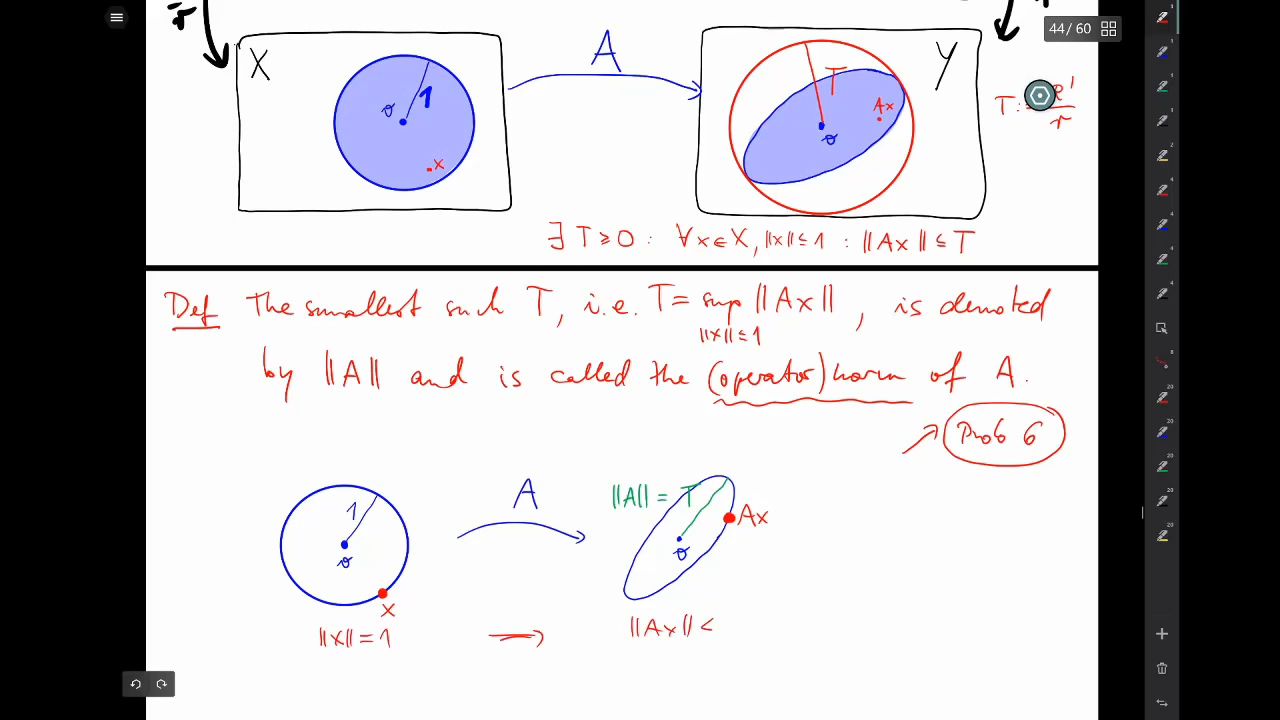 44 / 60
X
A
Y
1
T
σ
Ax
σ
x
T := R' / r
∃ T ≥ 0 : ∀x∈X, ||x|| ≤ 1 : ||Ax|| ≤ T
Def The smallest such T, i.e. T = sup ||Ax||, is denoted
||x|| ≤ 1
by ||A|| and is called the (operator) norm of A.
Prob 6
A
||A|| = T
1
Ax
σ
σ
x
||x|| = 1 ⟹ ||Ax|| <